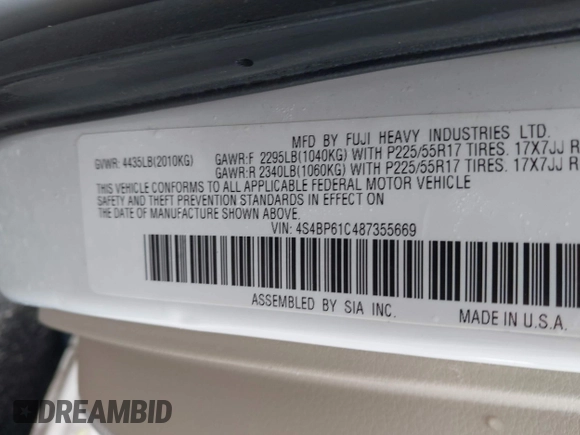 MFD BY FUJI HEAVY INDUSTRIES LTD.
GVWR: 4435LB(2010KG) GAWR:F 2295LB(1040KG) WITH P225/55R17 TIRES. 17X7JJ R
GAWR:R 2340LB(1060KG) WITH P225/55R17 TIRES. 17X7JJ R
THIS VEHICLE CONFORMS TO ALL APPLICABLE FEDERAL MOTOR VEHICLE
SAFETY AND THEFT PREVENTION STANDARDS IN EFFECT ON
THE DATE OF MANUFACTURE SHOWN ABOVE.
VIN: 4S4BP61C487355669
ASSEMBLED BY SIA INC. MADE IN U.S.A.
DREAMBID